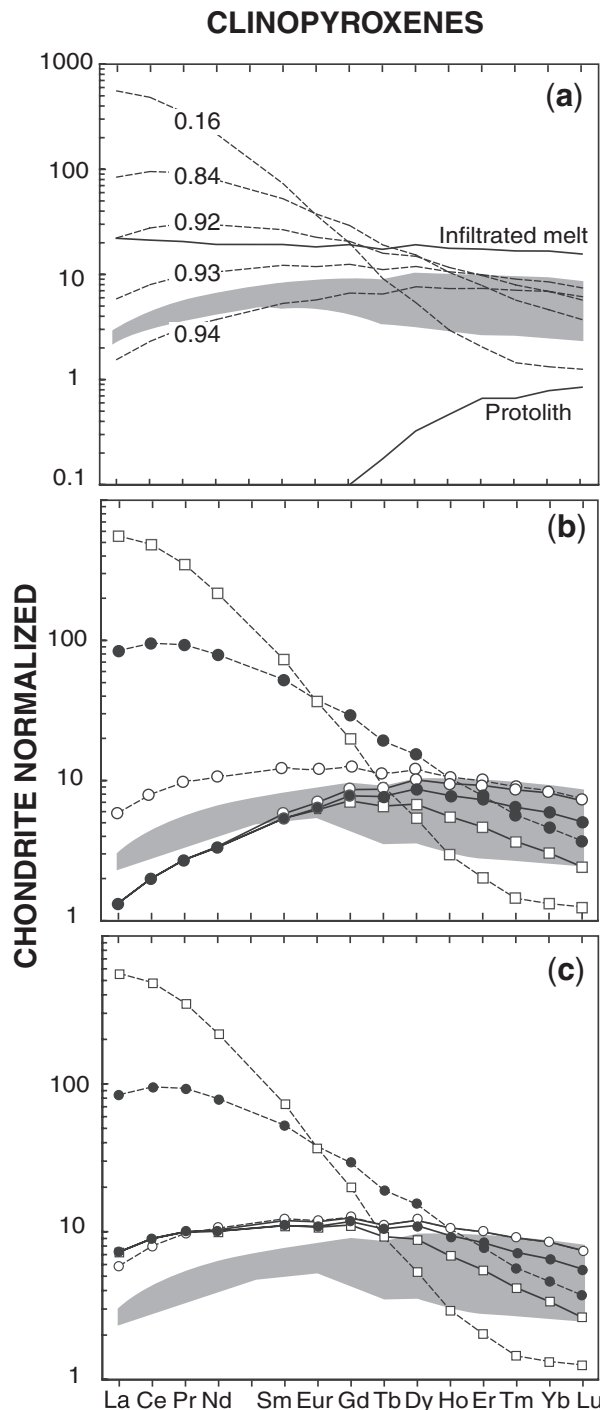 CLINOPYROXENES
CHONDRITE NORMALIZED
1000
(a)
0.16
100
0.84
0.92
Infiltrated melt
10
0.93
0.94
1
Protolith
0.1
(b)
100
10
1
(c)
100
10
1
La Ce Pr Nd Sm Eur Gd Tb Dy Ho Er Tm Yb Lu